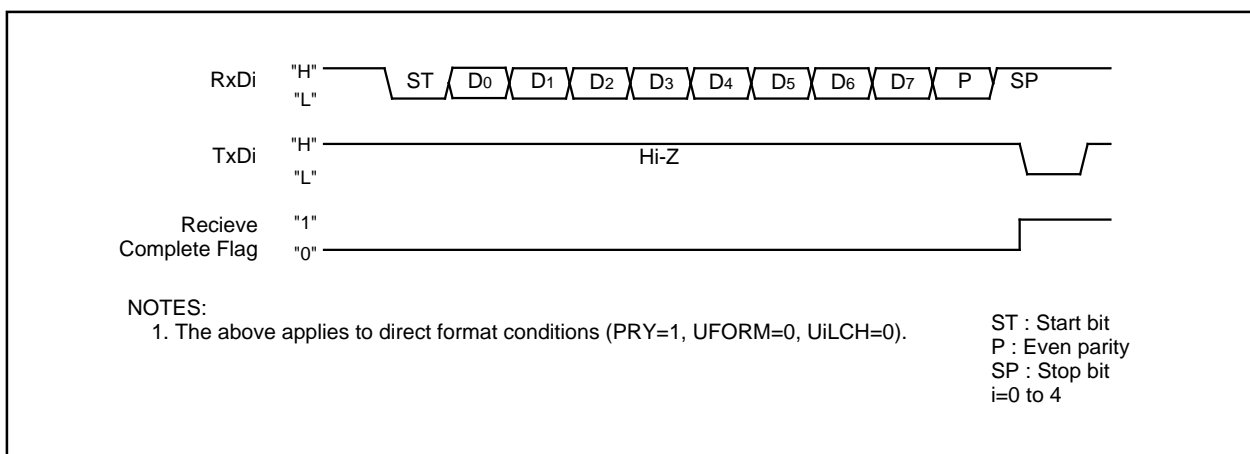 RxDi "H" "L" ST D0 D1 D2 D3 D4 D5 D6 D7 P SP
TxDi "H" "L" Hi-Z
Recieve "1"
Complete Flag "0"
NOTES:
1. The above applies to direct format conditions (PRY=1, UFORM=0, UiLCH=0).
ST : Start bit
P : Even parity
SP : Stop bit
i=0 to 4